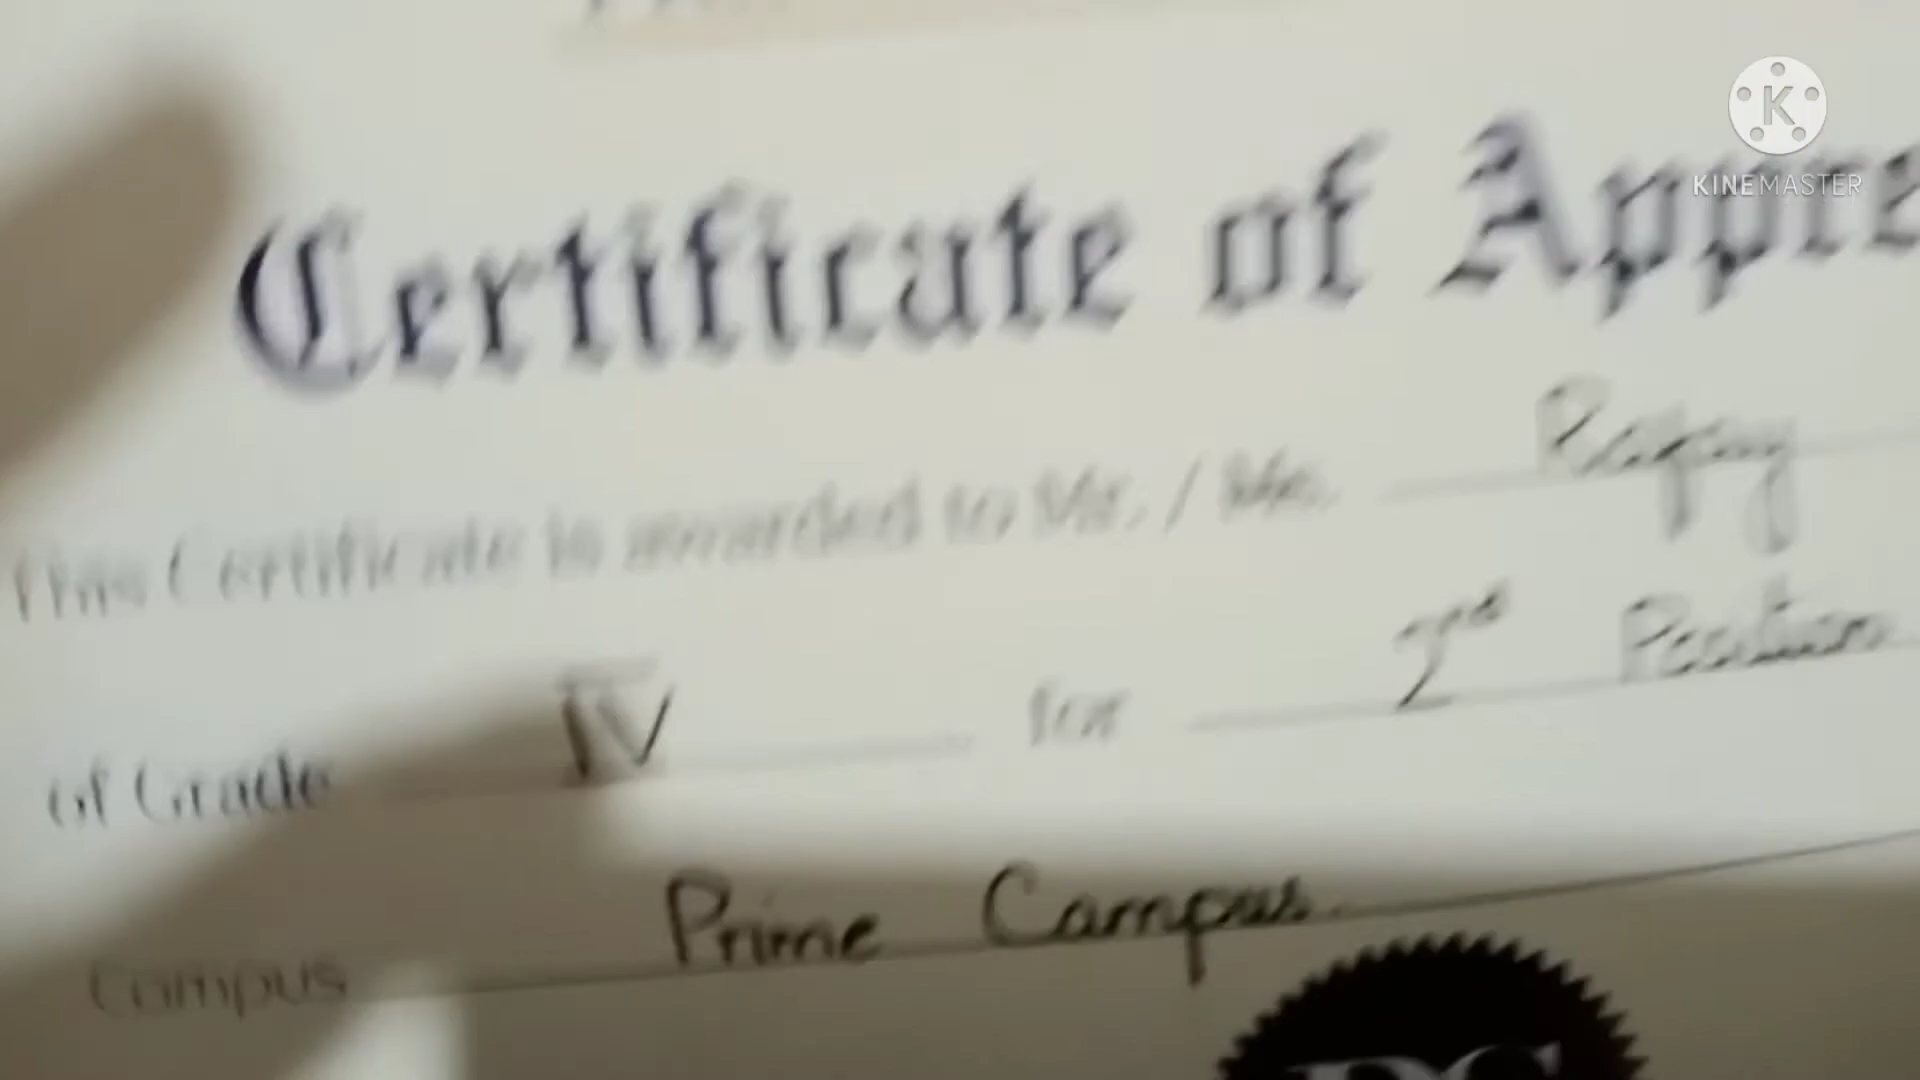 KINEMASTER
Certificate of Appre
This Certificate is awarded to Mr. / Ms.
of Grade IV for 2nd Position
Campus Prime Campus